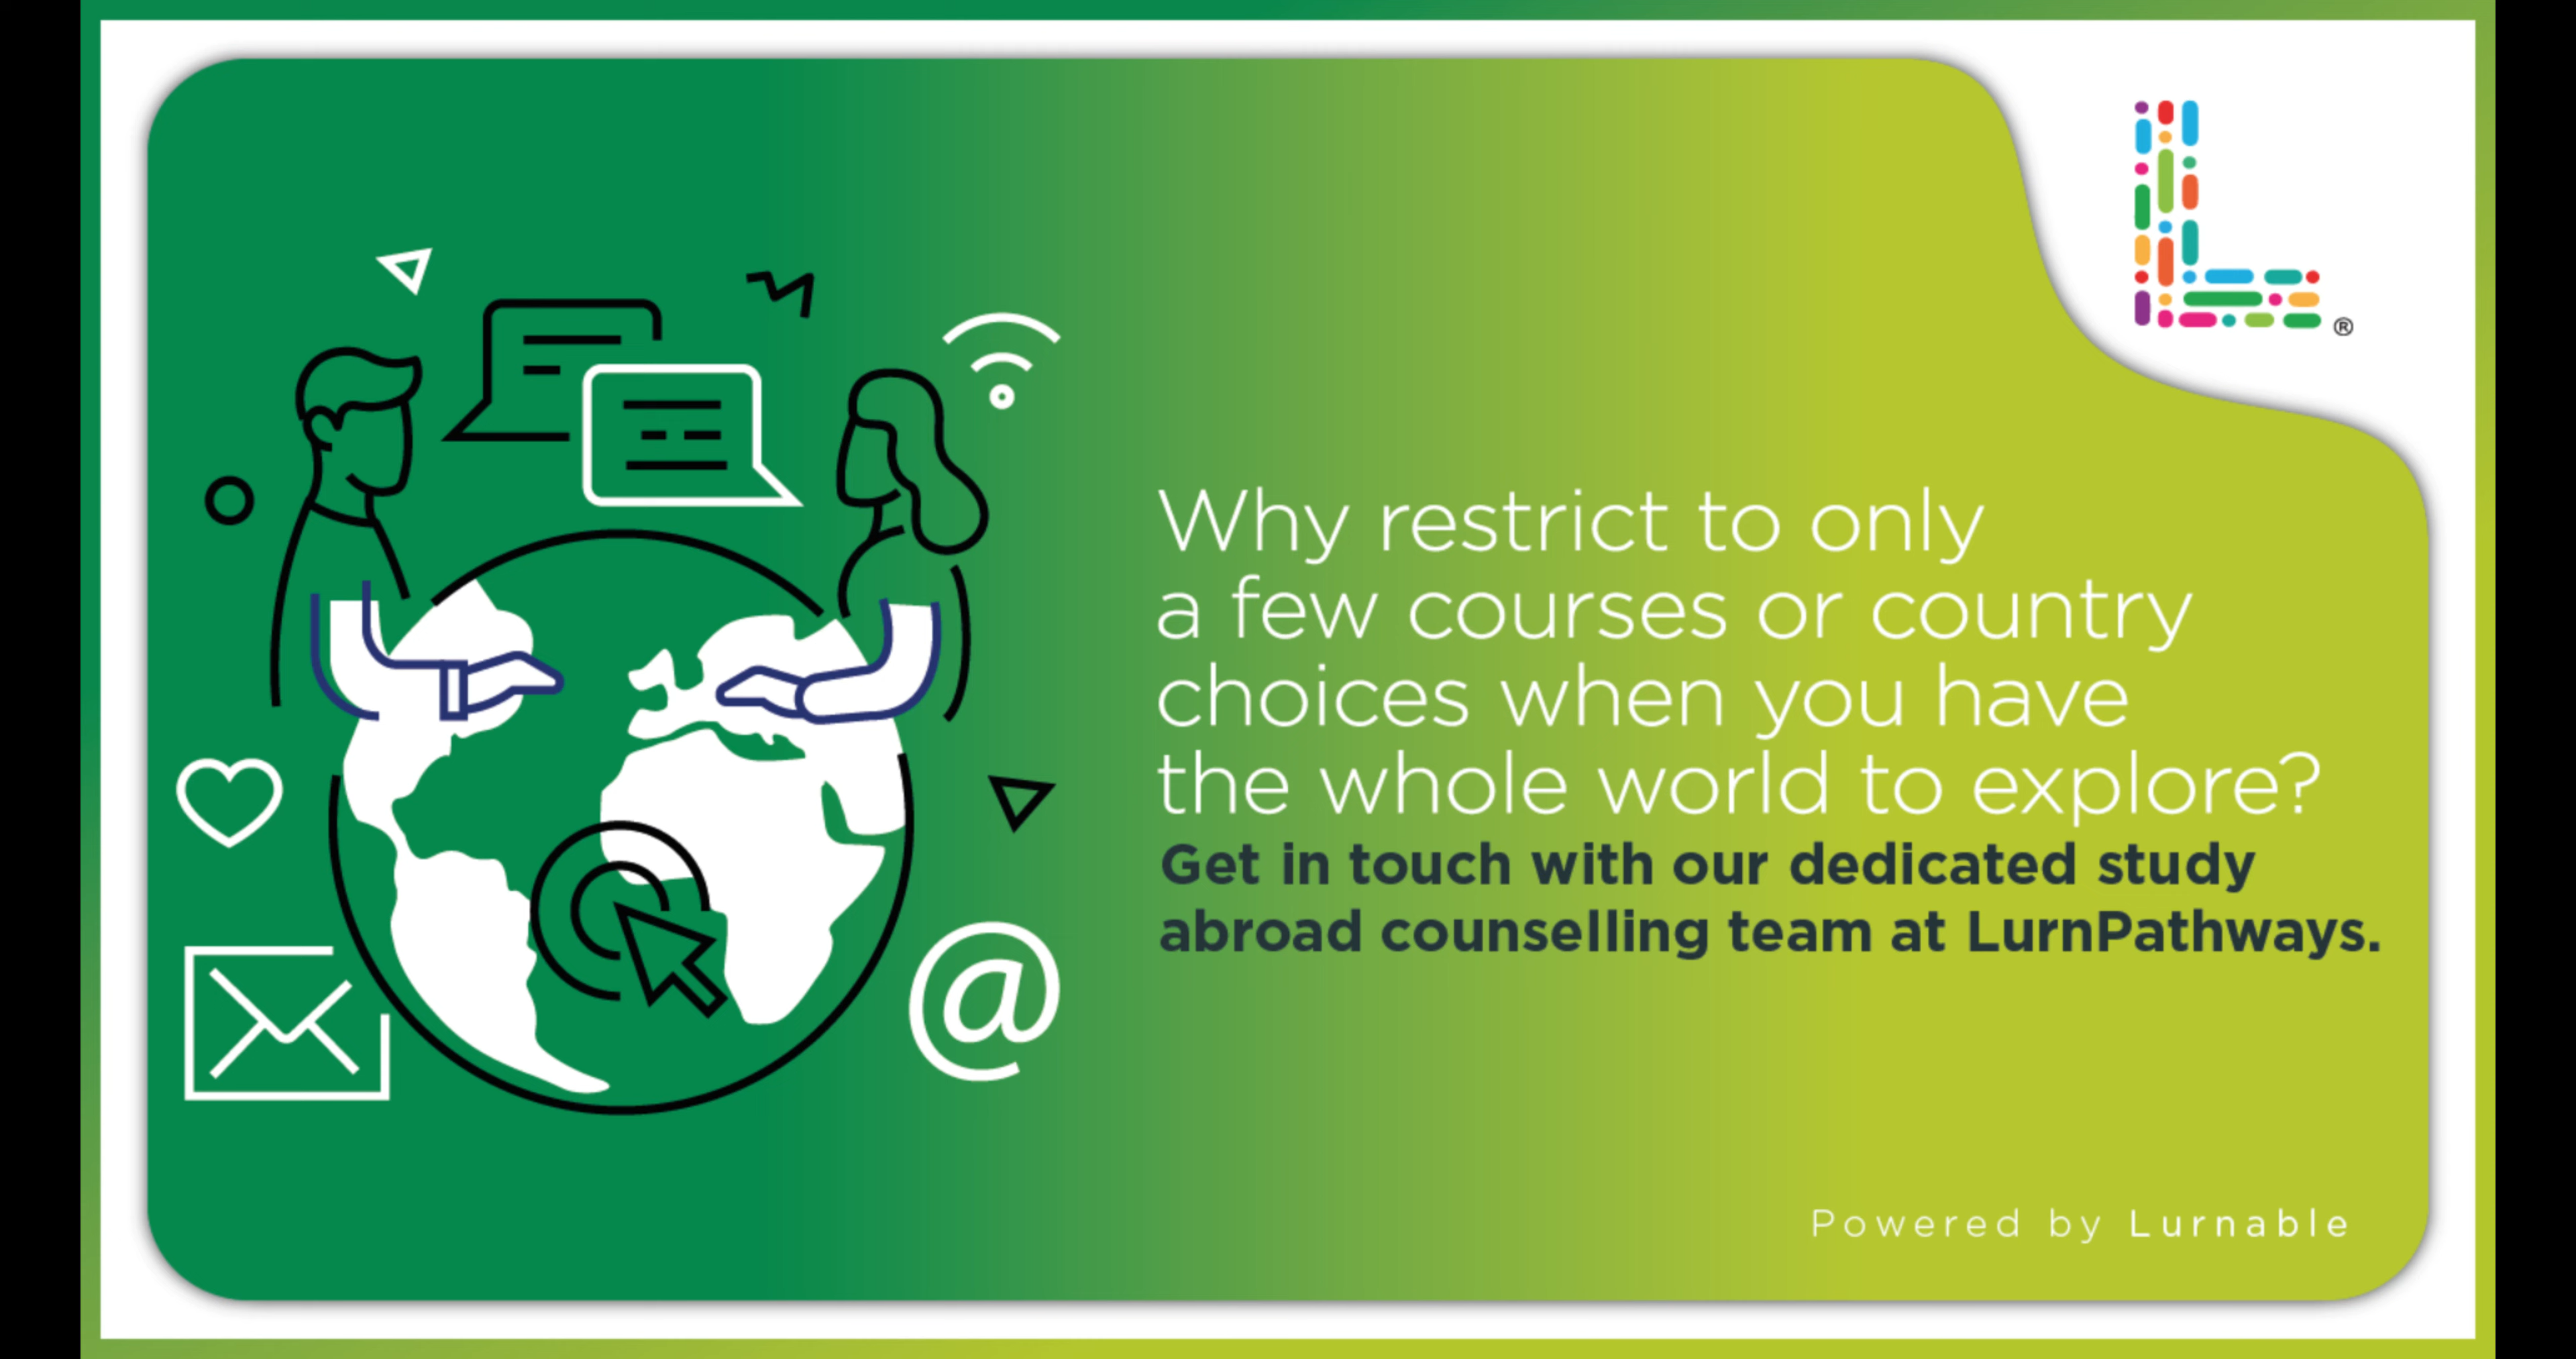 Why restrict to only
a few courses or country
choices when you have
the whole world to explore?
Get in touch with our dedicated study
abroad counselling team at LurnPathways.
Powered by Lurnable
L
®
@